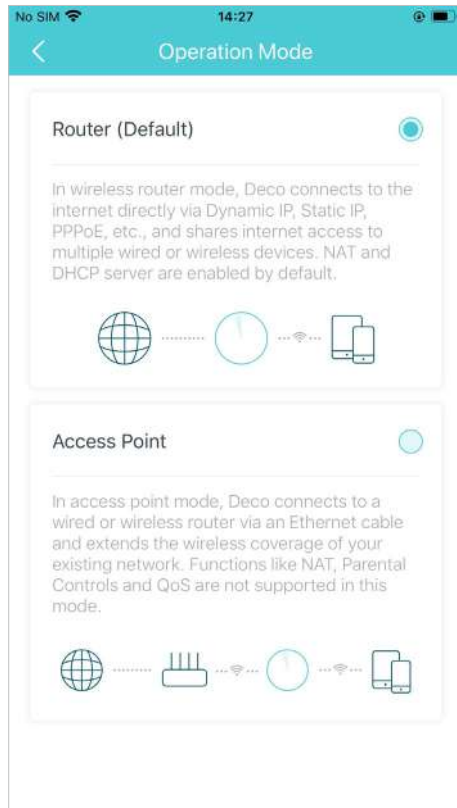 No SIM 14:27
Operation Mode
Router (Default)
In wireless router mode, Deco connects to the
internet directly via Dynamic IP, Static IP,
PPPoE, etc., and shares internet access to
multiple wired or wireless devices. NAT and
DHCP server are enabled by default.
Access Point
In access point mode, Deco connects to a
wired or wireless router via an Ethernet cable
and extends the wireless coverage of your
existing network. Functions like NAT, Parental
Controls and QoS are not supported in this
mode.